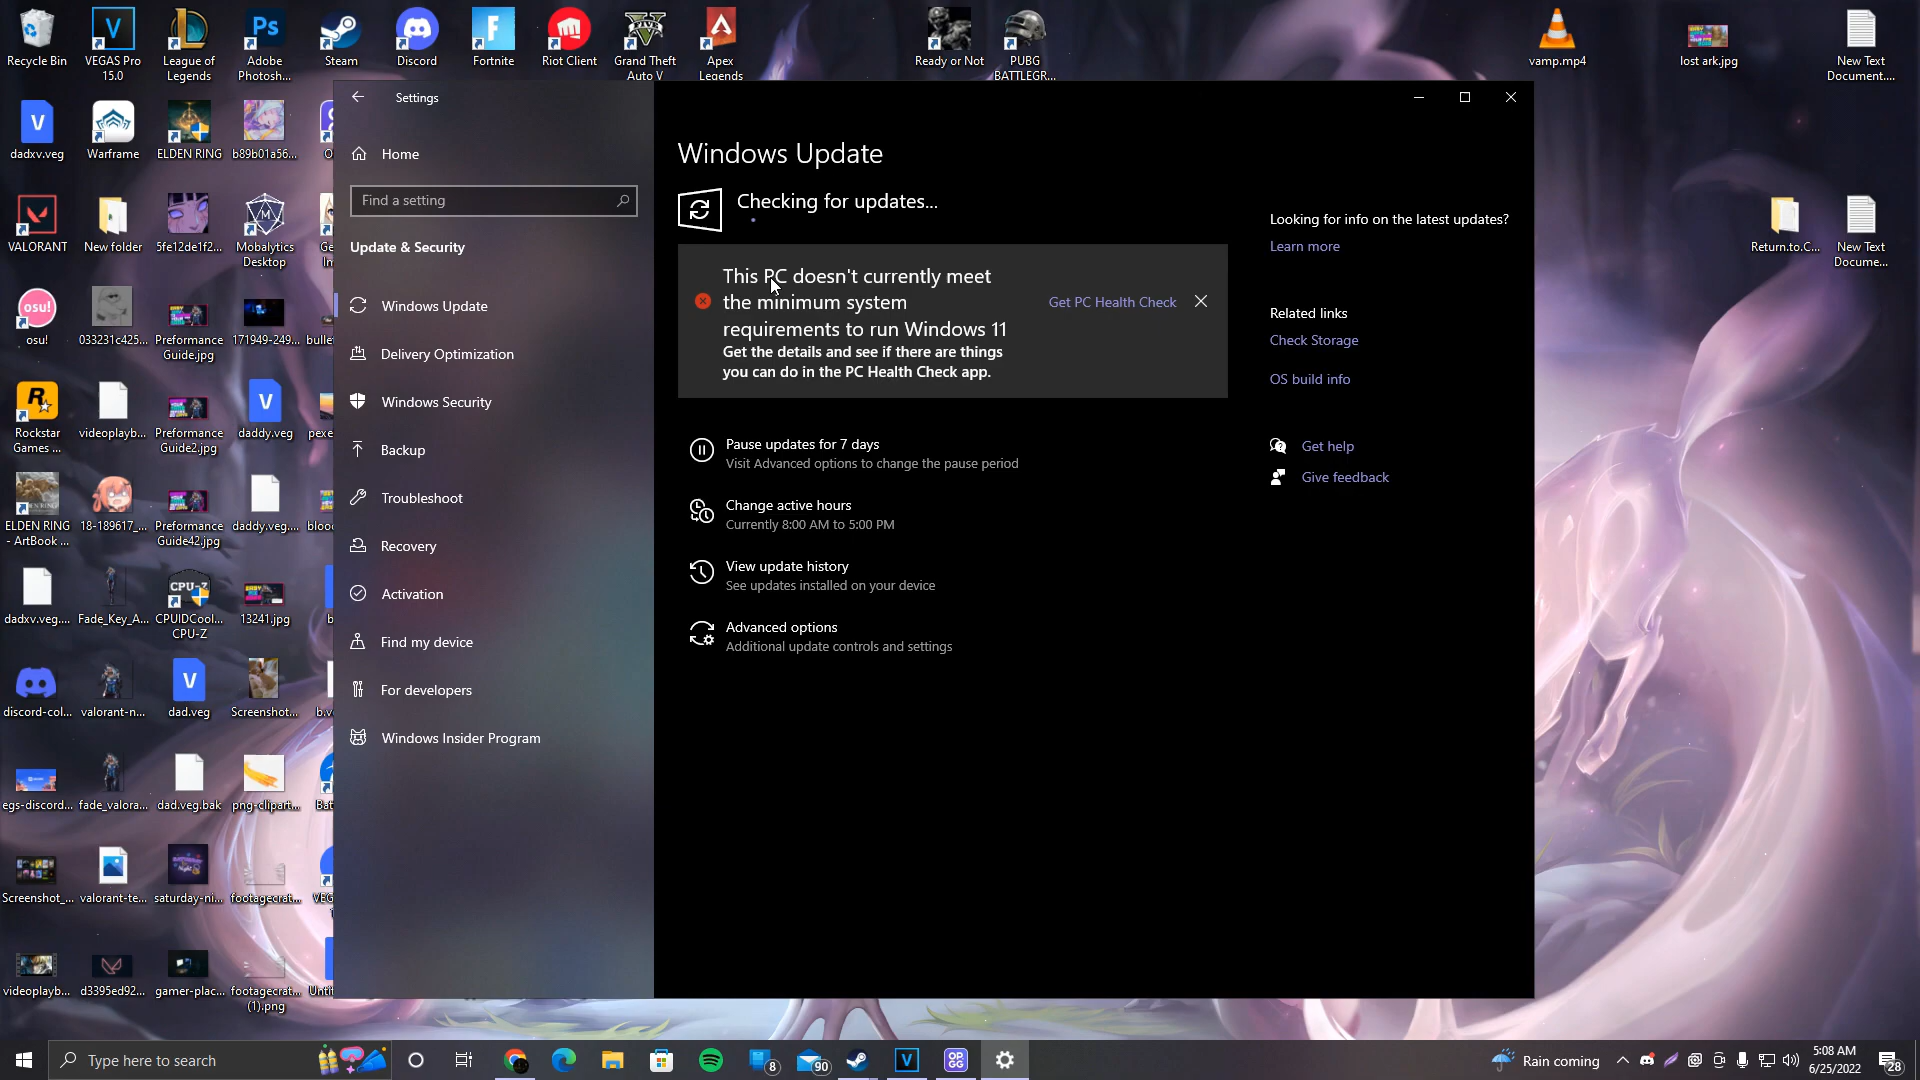 Recycle Bin
VEGAS Pro
15.0
League of
Legends
Adobe
Photosh...
Steam
Discord
Fortnite
Riot Client
Grand Theft
Auto V
Apex
Legends
Ready or Not
PUBG
BATTLEGR...
vamp.mp4
lost ark.jpg
New Text
Document....
dadxv.veg
Warframe
ELDEN RING
b89b01a56...
VALORANT
New folder
5fe12de1f2...
Mobalytics
Desktop
Return.to.C...
New Text
Docume...
osu!
033231c425...
Preformance
Guide.jpg
171949-249...
Rockstar
Games ...
videoplayb...
Preformance
Guide2.jpg
daddy.veg
ELDEN RING
- ArtBook ...
18-189617_...
Preformance
Guide42.jpg
daddy.veg....
dadxv.veg....
Fade_Key_A...
CPUIDCool...
CPU-Z
13241.jpg
discord-col...
valorant-n...
dad.veg
Screenshot...
egs-discord...
fade_valora...
dad.veg.bak
png-clipart...
Screenshot_...
valorant-te...
saturday-ni...
footagecrat...
videoplayb...
d3395ed92...
gamer-plac...
footagecrat...
(1).png
Settings
Home
Find a setting
Update & Security
Windows Update
Delivery Optimization
Windows Security
Backup
Troubleshoot
Recovery
Activation
Find my device
For developers
Windows Insider Program
Windows Update
Checking for updates...
This PC doesn't currently meet
the minimum system
requirements to run Windows 11
Get the details and see if there are things
you can do in the PC Health Check app.
Get PC Health Check
Pause updates for 7 days
Visit Advanced options to change the pause period
Change active hours
Currently 8:00 AM to 5:00 PM
View update history
See updates installed on your device
Advanced options
Additional update controls and settings
Looking for info on the latest updates?
Learn more
Related links
Check Storage
OS build info
Get help
Give feedback
Type here to search
8
90
Rain coming
5:08 AM
6/25/2022
28